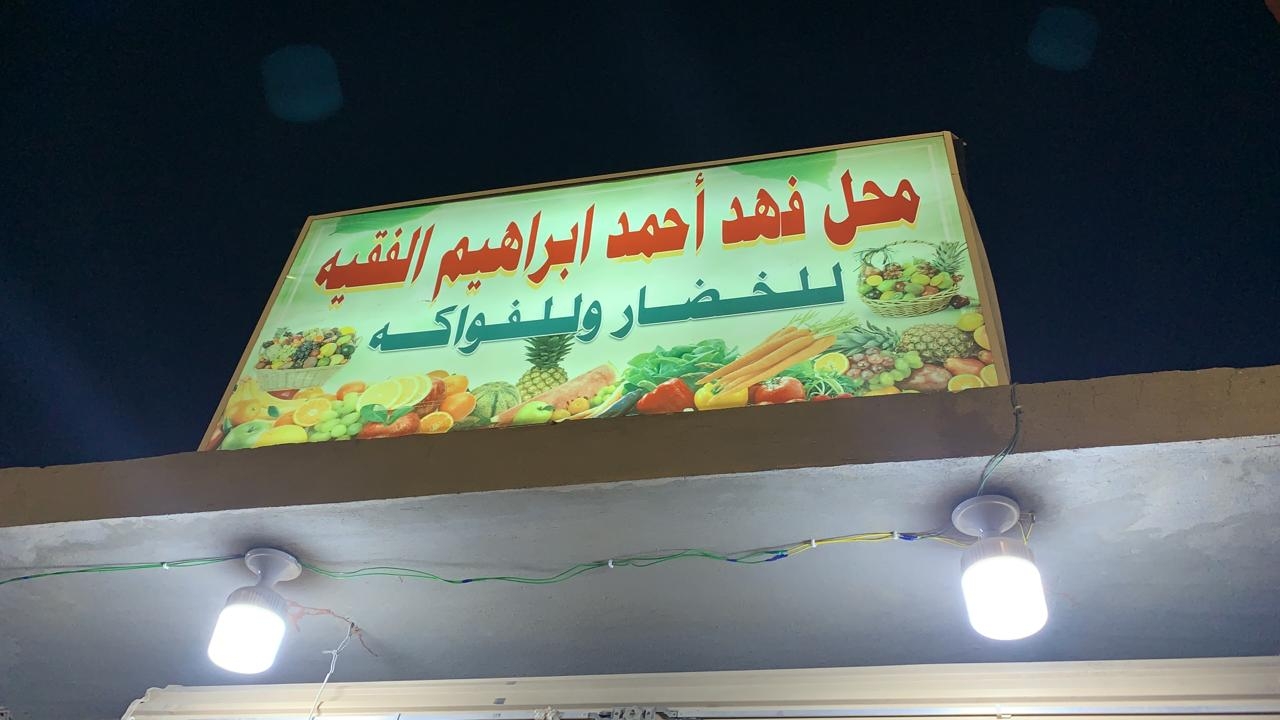 محل فهد أحمد ابراهيم الفقيه
للخضار وللفواكه